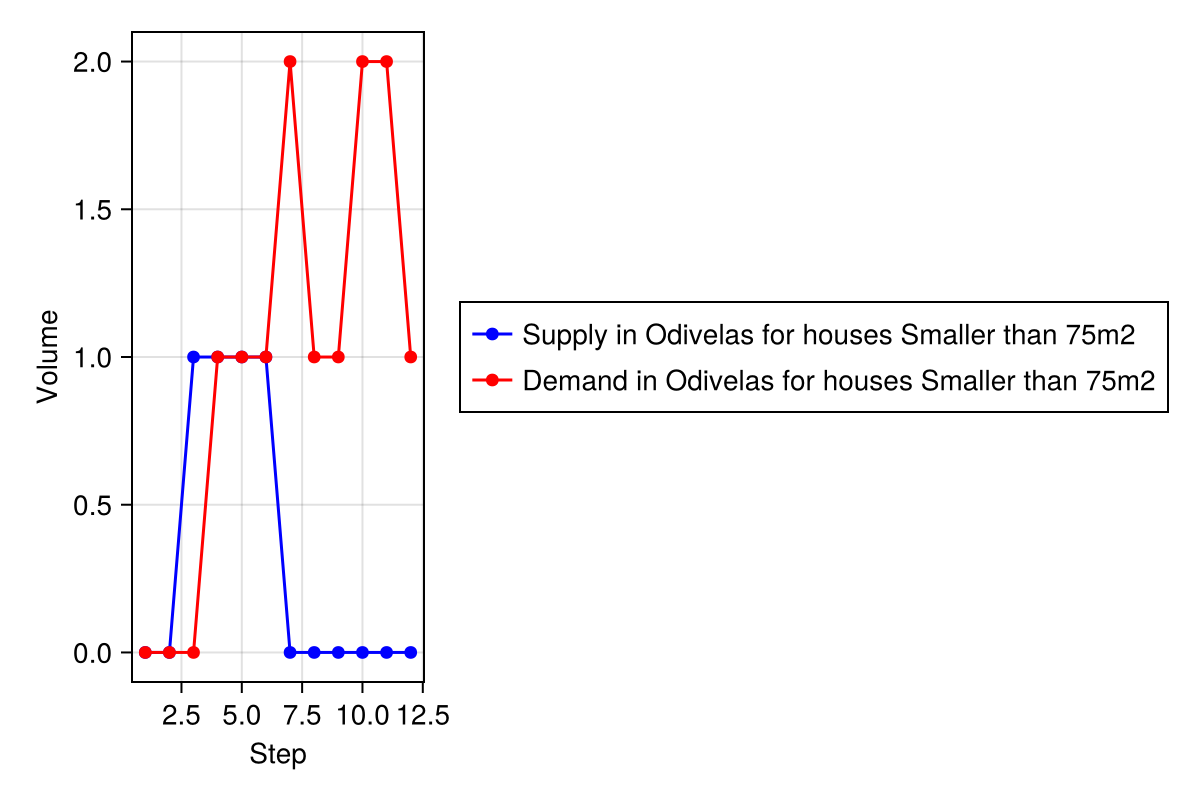 2.0
1.5
1.0
0.5
0.0
Volume
2.5 5.0 7.5 10.0 12.5
Step
Supply in Odivelas for houses Smaller than 75m2
Demand in Odivelas for houses Smaller than 75m2